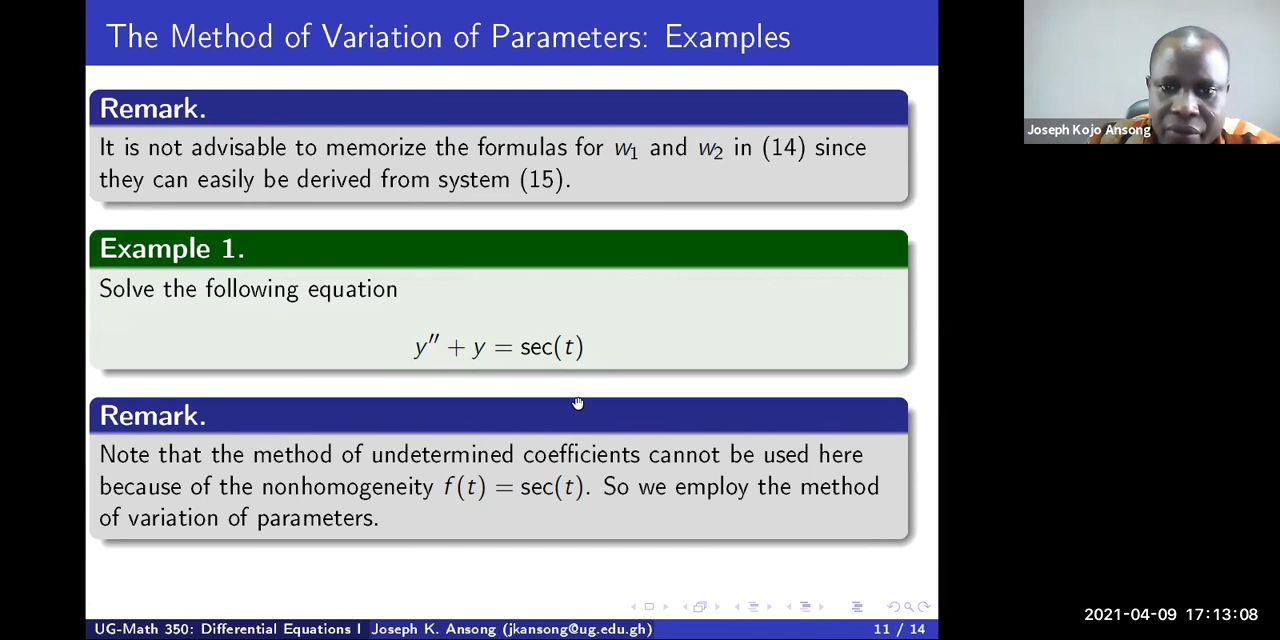 The Method of Variation of Parameters: Examples
Remark.
It is not advisable to memorize the formulas for w₁ and w₂ in (14) since
they can easily be derived from system (15).
Example 1.
Solve the following equation
y″ + y = sec(t)
Remark.
Note that the method of undetermined coefficients cannot be used here
because of the nonhomogeneity f(t) = sec(t). So we employ the method
of variation of parameters.
UG-Math 350: Differential Equations I Joseph K. Ansong (jkansong@ug.edu.gh) 11 / 14
Joseph Kojo Ansong
2021-04-09 17:13:08